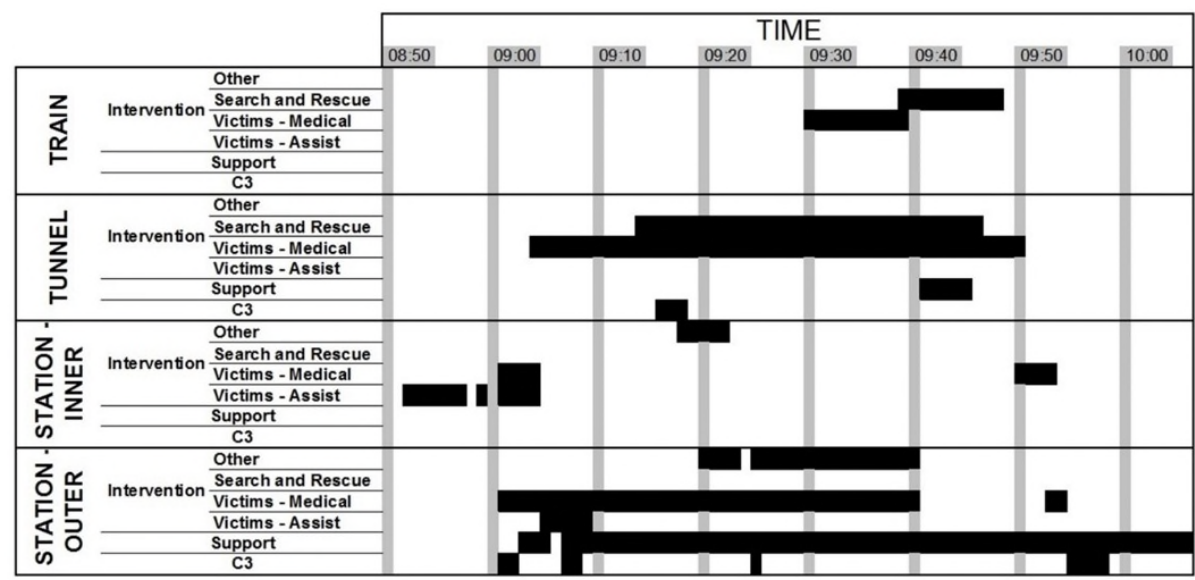 TIME
08:50 09:00 09:10 09:20 09:30 09:40 09:50 10:00
TRAIN
Intervention
Other
Search and Rescue
Victims - Medical
Victims - Assist
Support
C3
TUNNEL
Intervention
Other
Search and Rescue
Victims - Medical
Victims - Assist
Support
C3
STATION -
INNER
Intervention
Other
Search and Rescue
Victims - Medical
Victims - Assist
Support
C3
STATION -
OUTER
Intervention
Other
Search and Rescue
Victims - Medical
Victims - Assist
Support
C3